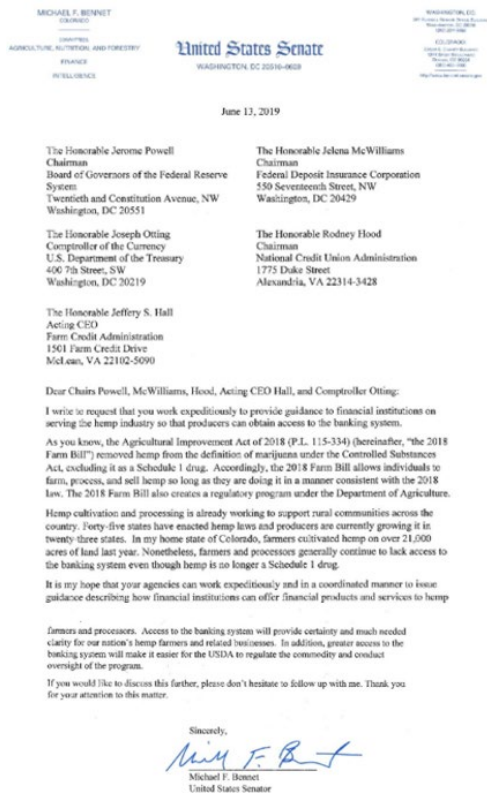 MICHAEL F. BENNET
COLORADO
COMMITTEES:
AGRICULTURE, NUTRITION, AND FORESTRY
FINANCE
INTELLIGENCE
United States Senate
WASHINGTON, DC 20510–0609
WASHINGTON, DC:
COLORADO:
June 13, 2019
The Honorable Jerome Powell
Chairman
Board of Governors of the Federal Reserve
System
Twentieth and Constitution Avenue, NW
Washington, DC 20551
The Honorable Jelena McWilliams
Chairman
Federal Deposit Insurance Corporation
550 Seventeenth Street, NW
Washington, DC 20429
The Honorable Joseph Otting
Comptroller of the Currency
U.S. Department of the Treasury
400 7th Street, SW
Washington, DC 20219
The Honorable Rodney Hood
Chairman
National Credit Union Administration
1775 Duke Street
Alexandria, VA 22314-3428
The Honorable Jeffery S. Hall
Acting CEO
Farm Credit Administration
1501 Farm Credit Drive
McLean, VA 22102-5090
Dear Chairs Powell, McWilliams, Hood, Acting CEO Hall, and Comptroller Otting:
I write to request that you work expeditiously to provide guidance to financial institutions on
serving the hemp industry so that producers can obtain access to the banking system.
As you know, the Agricultural Improvement Act of 2018 (P.L. 115-334) (hereinafter, “the 2018
Farm Bill”) removed hemp from the definition of marijuana under the Controlled Substances
Act, excluding it as a Schedule 1 drug. Accordingly, the 2018 Farm Bill allows individuals to
farm, process, and sell hemp so long as they are doing it in a manner consistent with the 2018
law. The 2018 Farm Bill also creates a regulatory program under the Department of Agriculture.
Hemp cultivation and processing is already working to support rural communities across the
country. Forty-five states have enacted hemp laws and producers are currently growing it in
twenty-three states. In my home state of Colorado, farmers cultivated hemp on over 21,000
acres of land last year. Nonetheless, farmers and processors generally continue to lack access to
the banking system even though hemp is no longer a Schedule 1 drug.
It is my hope that your agencies can work expeditiously and in a coordinated manner to issue
guidance describing how financial institutions can offer financial products and services to hemp
farmers and processors. Access to the banking system will provide certainty and much needed
clarity for our nation’s hemp farmers and related businesses. In addition, greater access to the
banking system will make it easier for the USDA to regulate the commodity and conduct
oversight of the program.
If you would like to discuss this further, please don’t hesitate to follow up with me. Thank you
for your attention to this matter.
Sincerely,
Michael F. Bennet
United States Senator